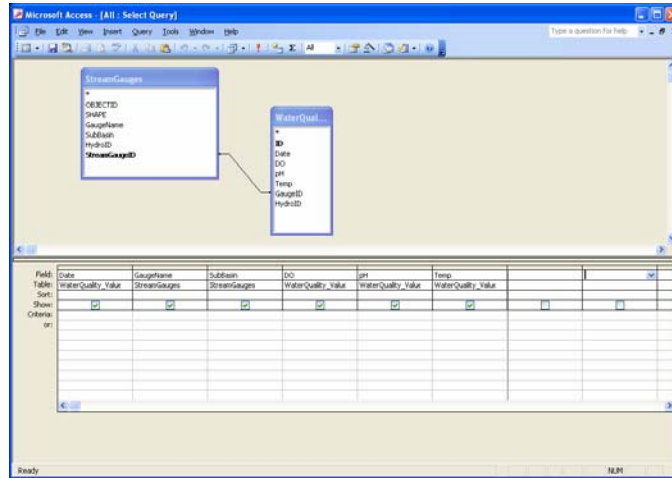 Microsoft Access - [All : Select Query]
File Edit View Insert Query Tools Window Help
Type a question for help
All
StreamGauges
*
OBJECTID
SHAPE
GaugeName
SubBasin
HydroID
StreamGaugeID
WaterQual...
*
ID
Date
DO
pH
Temp
GaugeID
HydroID
Field: Date GaugeName SubBasin DO pH Temp
Table: WaterQuality_Value StreamGauges StreamGauges WaterQuality_Value WaterQuality_Value WaterQuality_Value
Sort:
Show:
Criteria:
or:
Ready NUM